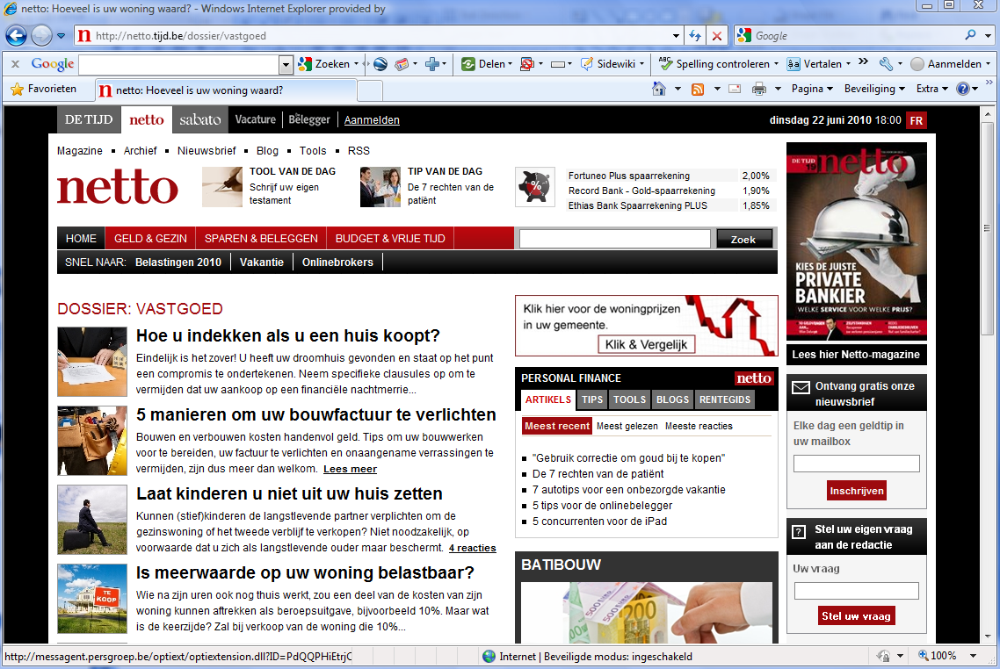 netto: Hoeveel is uw woning waard? - Windows Internet Explorer provided by
http://netto.tijd.be/dossier/vastgoed
Google
Google Zoeken Delen Sidewiki Spelling controleren Vertalen Aanmelden
Favorieten netto: Hoeveel is uw woning waard? Pagina Beveiliging Extra
DE TIJD netto sabato Vacature De Belegger Aanmelden
dinsdag 22 juni 2010 18:00 FR
Magazine Archief Nieuwsbrief Blog Tools RSS
netto
TOOL VAN DE DAG
Schrijf uw eigen
testament
TIP VAN DE DAG
De 7 rechten van de
patiënt
%
Fortuneo Plus spaarrekening 2,00%
Record Bank - Gold-spaarrekening 1,90%
Ethias Bank Spaarrekening PLUS 1,85%
HOME GELD & GEZIN SPAREN & BELEGGEN BUDGET & VRIJE TIJD Zoek
SNEL NAAR: Belastingen 2010 Vakantie Onlinebrokers
DOSSIER: VASTGOED
Hoe u indekken als u een huis koopt?
Eindelijk is het zover! U heeft uw droomhuis gevonden en staat op het punt
een compromis te ondertekenen. Neem specifieke clausules op om te
vermijden dat uw aankoop op een financiële nachtmerrie...
5 manieren om uw bouwfactuur te verlichten
Bouwen en verbouwen kosten handenvol geld. Tips om uw bouwwerken
voor te bereiden, uw factuur te verlichten en onaangename verrassingen te
vermijden, zijn dus meer dan welkom. Lees meer
Laat kinderen u niet uit uw huis zetten
Kunnen (stief)kinderen de langstlevende partner verplichten om de
gezinswoning of het tweede verblijf te verkopen? Niet noodzakelijk, op
voorwaarde dat u zich als langstlevende ouder maar beschermt. 4 reacties
TE
KOOP
Is meerwaarde op uw woning belastbaar?
Wie na zijn uren ook nog thuis werkt, zou een deel van de kosten van zijn
woning kunnen aftrekken als beroepsuitgave, bijvoorbeeld 10%. Maar wat
is de keerzijde? Zal bij verkoop van de woning die 10%...
Klik hier voor de woningprijzen
in uw gemeente.
Klik & Vergelijk
PERSONAL FINANCE netto
ARTIKELS TIPS TOOLS BLOGS RENTEGIDS
Meest recent Meest gelezen Meeste reacties
"Gebruik correctie om goud bij te kopen"
De 7 rechten van de patiënt
7 autotips voor een onbezorgde vakantie
5 tips voor de onlinebelegger
5 concurrenten voor de iPad
BATIBOUW
500 500 200
DE TIJD netto
KIES DE JUISTE
PRIVATE
BANKIER
WELKE SERVICE VOOR WELKE PRIJS?
Lees hier Netto-magazine
Ontvang gratis onze
nieuwsbrief
Elke dag een geldtip in
uw mailbox
Inschrijven
Stel uw eigen vraag
aan de redactie
Uw vraag
Stel uw vraag
http://messagent.persgroep.be/optiext/optiextension.dll?ID=PdQQPHiEtrjC
Internet | Beveiligde modus: ingeschakeld
100%